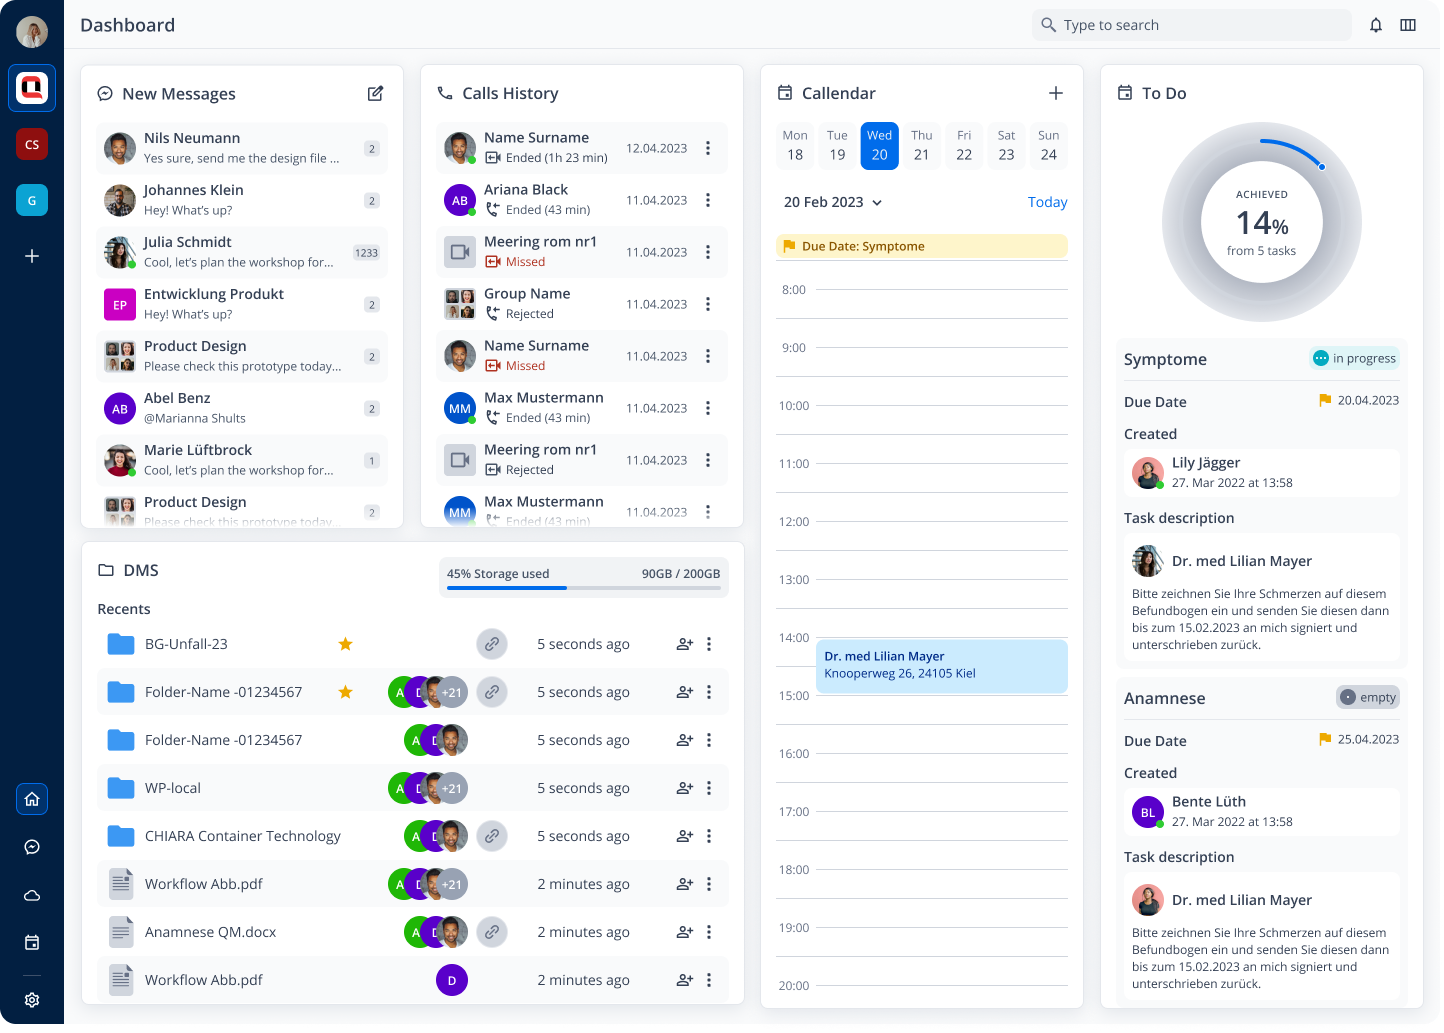 Dashboard
Type to search
CS
G
New Messages
Nils Neumann
Yes sure, send me the design file ...
2
Johannes Klein
Hey! What's up?
2
Julia Schmidt
Cool, let's plan the workshop for...
1233
EP
Entwicklung Produkt
Hey! What's up?
2
Product Design
Please check this prototype today...
2
AB
Abel Benz
@Marianna Shults
2
Marie Lüftbrock
Cool, let's plan the workshop for...
1
Product Design
Please check this prototype today...
2
Calls History
Name Surname
Ended (1h 23 min)
12.04.2023
AB
Ariana Black
Ended (43 min)
11.04.2023
Meering rom nr1
Missed
11.04.2023
Group Name
Rejected
11.04.2023
Name Surname
Missed
11.04.2023
MM
Max Mustermann
Ended (43 min)
11.04.2023
Meering rom nr1
Rejected
11.04.2023
MM
Max Mustermann
Ended (43 min)
11.04.2023
DMS
45% Storage used 90GB / 200GB
Recents
BG-Unfall-23 5 seconds ago
Folder-Name -01234567 A D +21 5 seconds ago
Folder-Name -01234567 A D 5 seconds ago
WP-local A D +21 5 seconds ago
CHIARA Container Technology A D 5 seconds ago
Workflow Abb.pdf A D +21 2 minutes ago
Anamnese QM.docx A D 2 minutes ago
Workflow Abb.pdf D 2 minutes ago
Callendar
Mon Tue Wed Thu Fri Sat Sun
18 19 20 21 22 23 24
20 Feb 2023 Today
Due Date: Symptome
8:00
9:00
10:00
11:00
12:00
13:00
14:00
Dr. med Lilian Mayer
Knooperweg 26, 24105 Kiel
15:00
16:00
17:00
18:00
19:00
20:00
To Do
ACHIEVED
14%
from 5 tasks
Symptome in progress
Due Date 20.04.2023
Created
Lily Jägger
27. Mar 2022 at 13:58
Task description
Dr. med Lilian Mayer
Bitte zeichnen Sie Ihre Schmerzen auf diesem
Befundbogen ein und senden Sie diesen dann
bis zum 15.02.2023 an mich signiert und
unterschrieben zurück.
Anamnese empty
Due Date 25.04.2023
Created
BL
Bente Lüth
27. Mar 2022 at 13:58
Task description
Dr. med Lilian Mayer
Bitte zeichnen Sie Ihre Schmerzen auf diesem
Befundbogen ein und senden Sie diesen dann
bis zum 15.02.2023 an mich signiert und
unterschrieben zurück.